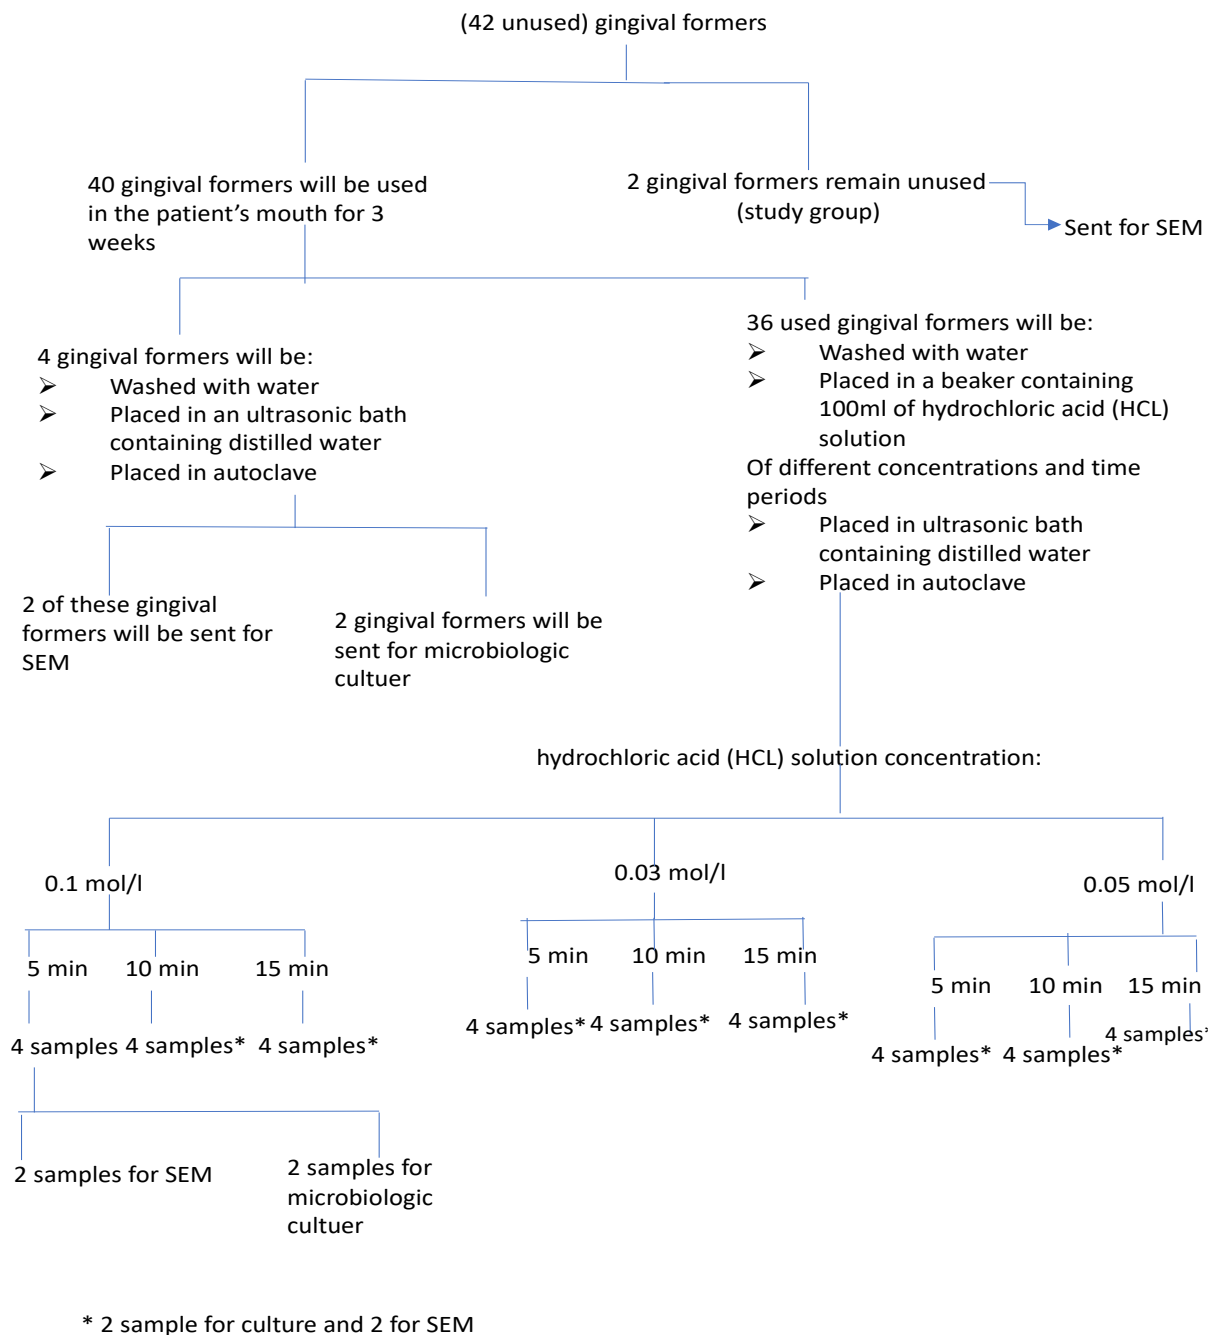 (42 unused) gingival formers
40 gingival formers will be used
in the patient’s mouth for 3
weeks
2 gingival formers remain unused
(study group)
Sent for SEM
4 gingival formers will be:
➢ Washed with water
➢ Placed in an ultrasonic bath
containing distilled water
➢ Placed in autoclave
36 used gingival formers will be:
➢ Washed with water
➢ Placed in a beaker containing
100ml of hydrochloric acid (HCL)
solution
Of different concentrations and time
periods
➢ Placed in ultrasonic bath
containing distilled water
➢ Placed in autoclave
2 of these gingival
formers will be sent for
SEM
2 gingival formers will be
sent for microbiologic
cultuer
hydrochloric acid (HCL) solution concentration:
0.1 mol/l
0.03 mol/l
0.05 mol/l
5 min 10 min 15 min
5 min 10 min 15 min
5 min 10 min 15 min
4 samples 4 samples* 4 samples*
4 samples* 4 samples* 4 samples*
4 samples* 4 samples* 4 samples*
2 samples for SEM
2 samples for
microbiologic
cultuer
* 2 sample for culture and 2 for SEM